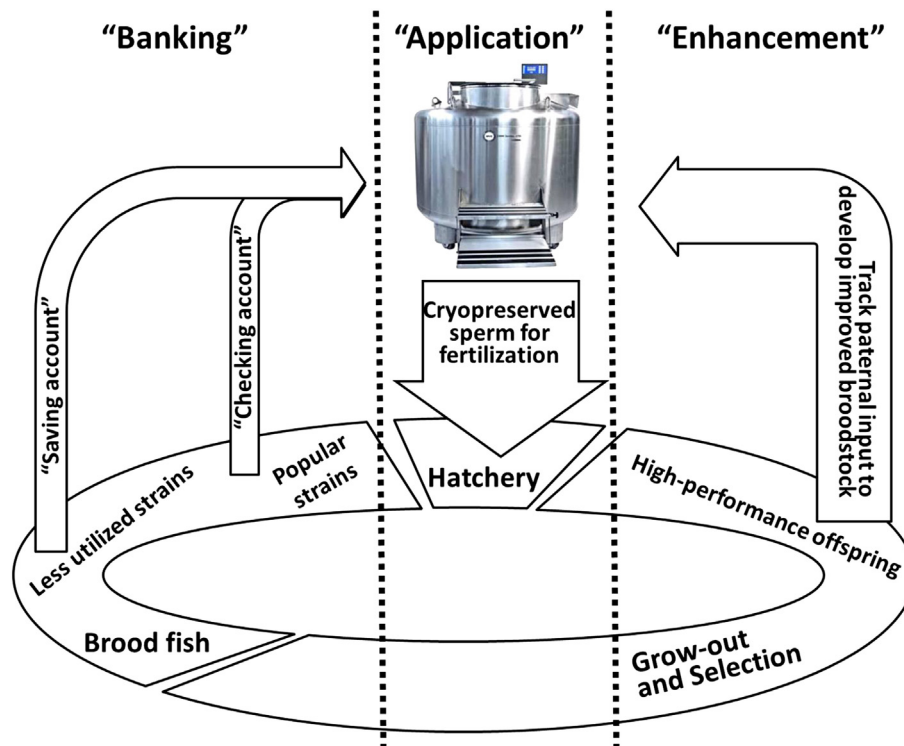 “Banking”
“Application”
“Enhancement”
“Saving account”
“Checking account”
Cryopreserved
sperm for
fertilization
Track paternal input to
develop improved broodstock
Less utilized strains
Popular
strains
Hatchery
High-performance offspring
Brood fish
Grow-out
and Selection